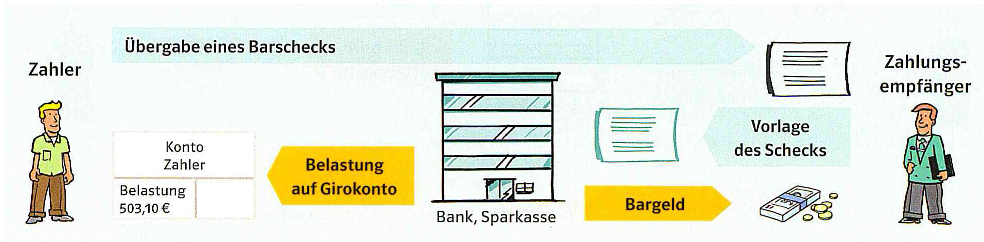 Übergabe eines Barschecks
Zahler
Zahlungs-
empfänger
Konto
Zahler
Belastung
503,10 €
Belastung
auf Girokonto
Bank, Sparkasse
Vorlage
des Schecks
Bargeld